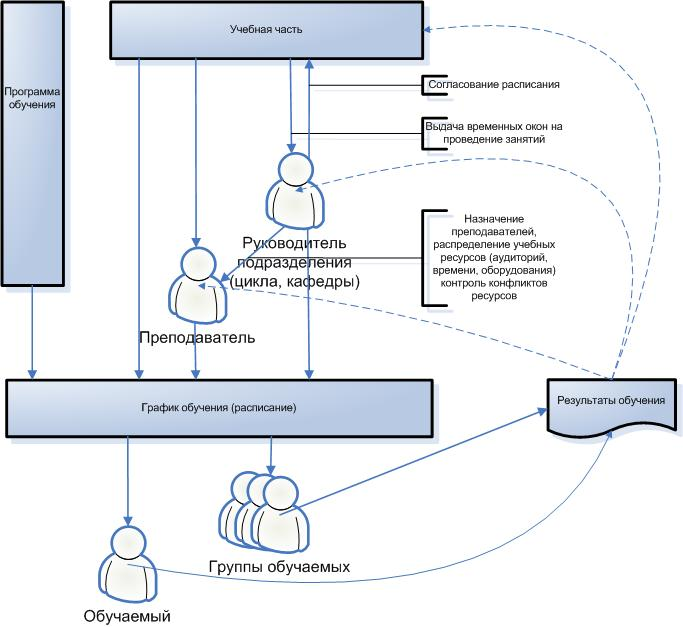 Учебная часть
Программа
обучения
Согласование расписания
Выдача временных окон на
проведение занятий
Назначение
преподавателей,
распределение учебных
ресурсов (аудиторий,
времени, оборудования)
контроль конфликтов
ресурсов
Руководитель
подразделения
(цикла, кафедры)
Преподаватель
График обучения (расписание)
Результаты обучения
Группы обучаемых
Обучаемый